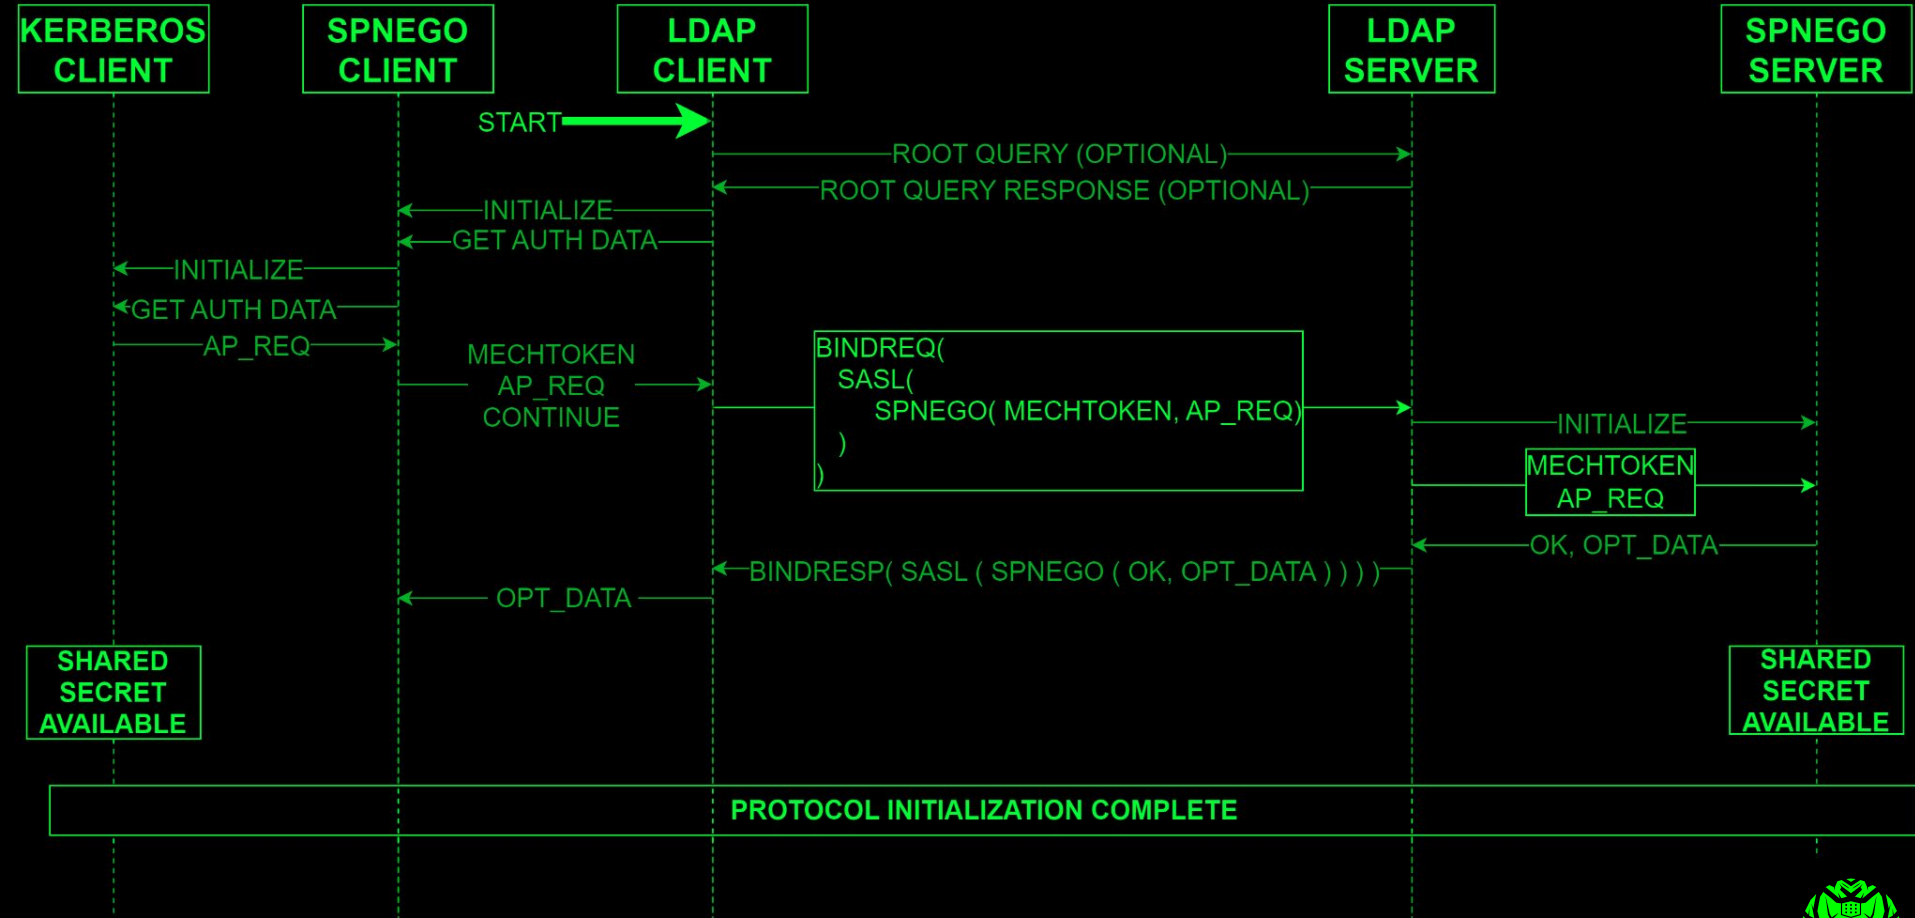 KERBEROS
CLIENT
SPNEGO
CLIENT
LDAP
CLIENT
LDAP
SERVER
SPNEGO
SERVER
START
ROOT QUERY (OPTIONAL)
ROOT QUERY RESPONSE (OPTIONAL)
INITIALIZE
GET AUTH DATA
INITIALIZE
GET AUTH DATA
AP_REQ
MECHTOKEN
AP_REQ
CONTINUE
BINDREQ(
SASL(
SPNEGO( MECHTOKEN, AP_REQ)
)
)
INITIALIZE
MECHTOKEN
AP_REQ
OK, OPT_DATA
BINDRESP( SASL ( SPNEGO ( OK, OPT_DATA ) ) ) )
OPT_DATA
SHARED
SECRET
AVAILABLE
SHARED
SECRET
AVAILABLE
PROTOCOL INITIALIZATION COMPLETE